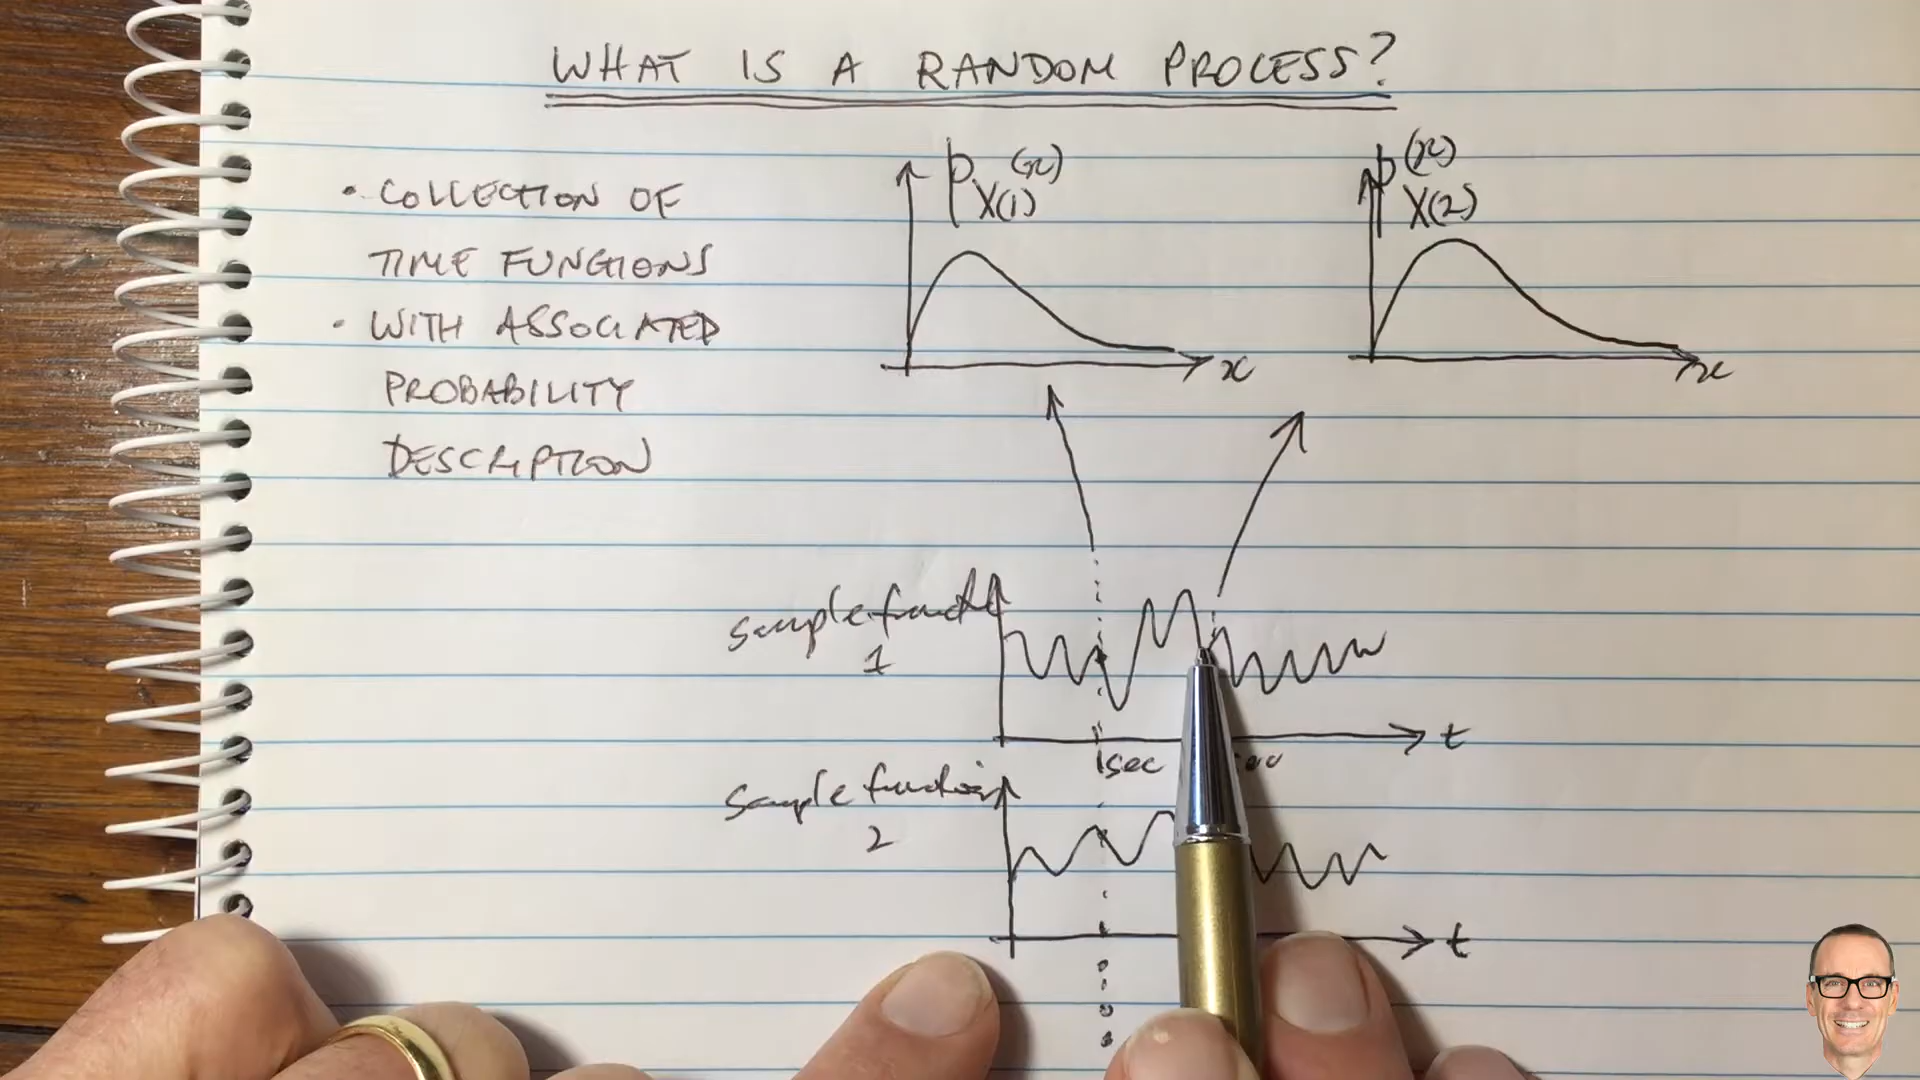 WHAT IS A RANDOM PROCESS?
• COLLECTION OF
TIME FUNCTIONS
• WITH ASSOCIATED
PROBABILITY
DESCRIPTION
p X(1) (x)
x
p X(2) (x)
x
sample
1
1sec
t
sample function
2
t